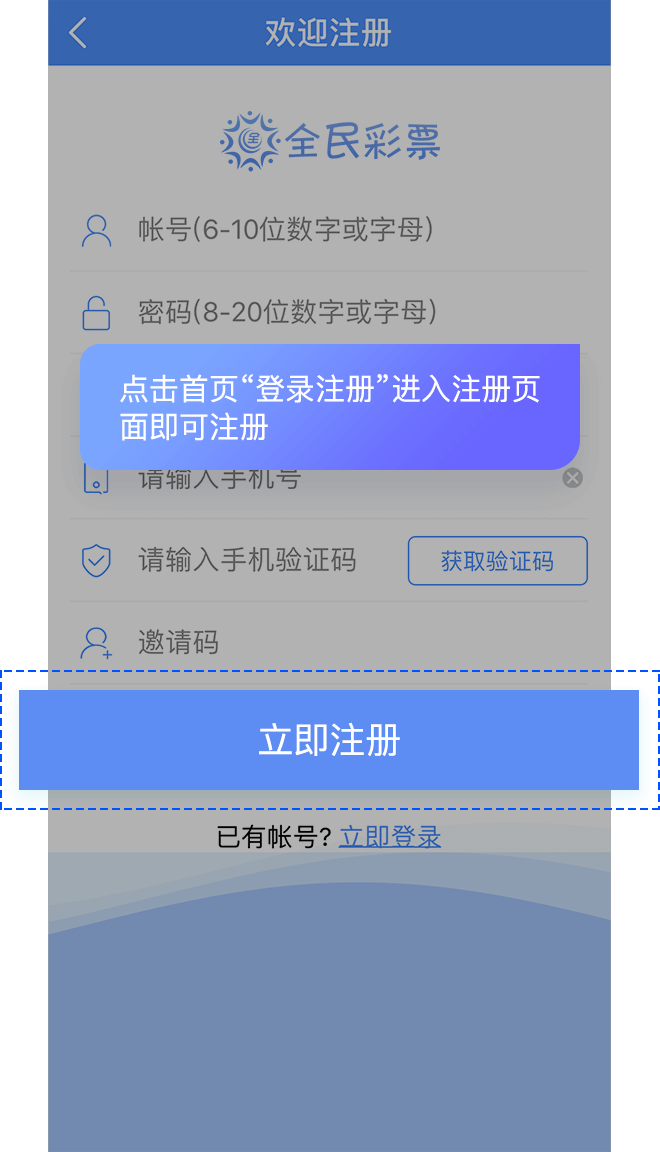 欢迎注册
全
全民彩票
帐号(6-10位数字或字母)
密码(8-20位数字或字母)
点击首页“登录注册”进入注册页
面即可注册
请输入手机号
请输入手机验证码
获取验证码
邀请码
立即注册
已有帐号? 立即登录